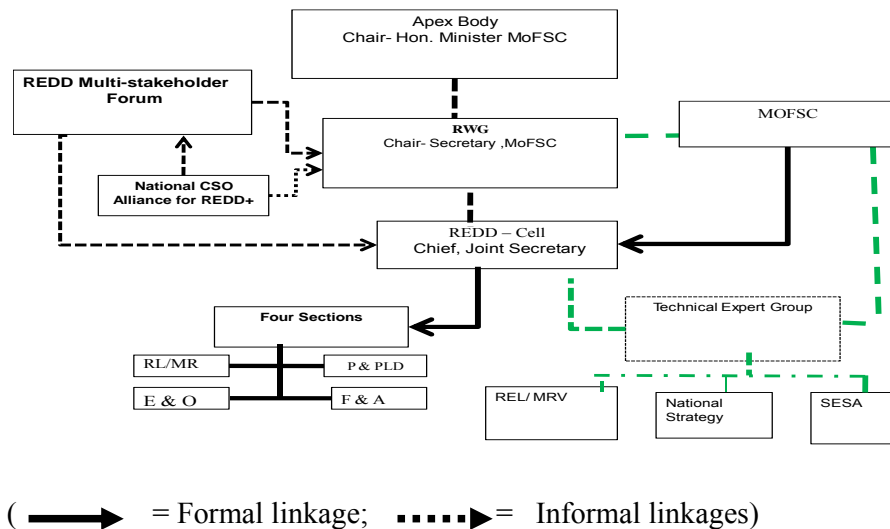 Apex Body
Chair- Hon. Minister MoFSC
REDD Multi-stakeholder
Forum
RWG
Chair- Secretary ,MoFSC
MOFSC
National CSO
Alliance for REDD+
REDD – Cell
Chief, Joint Secretary
Four Sections
Technical Expert Group
RL/MR
P & PLD
E & O
F & A
REL/ MRV
National
Strategy
SESA
( = Formal linkage; = Informal linkages)